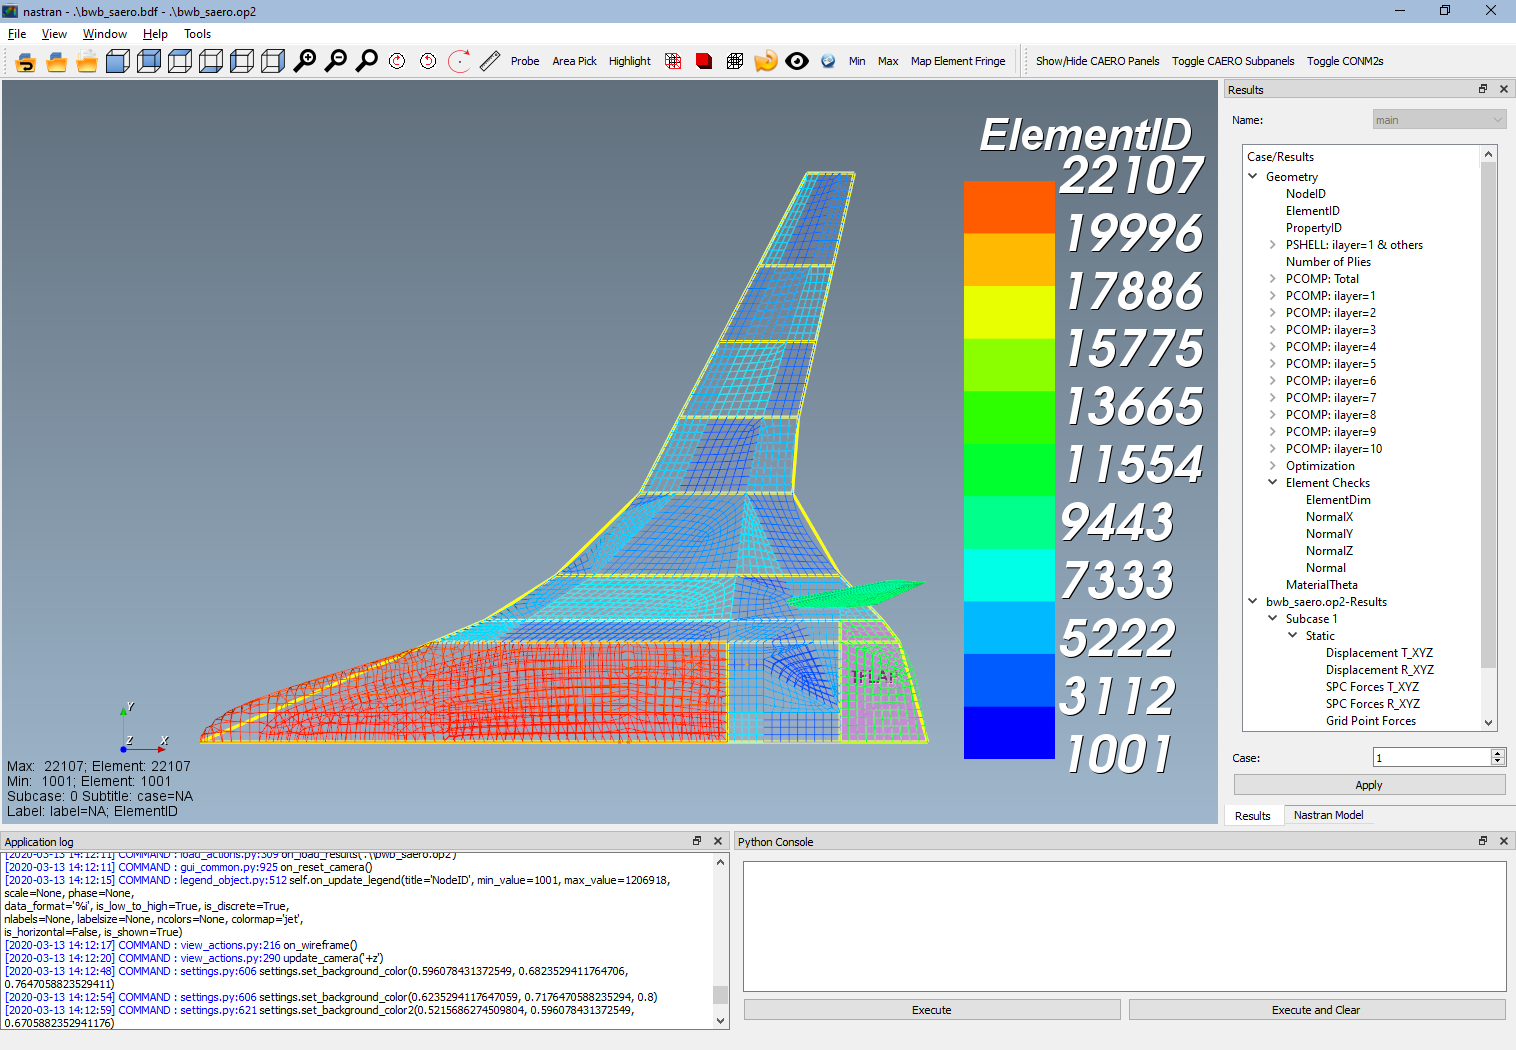 nastran - .\bwb_saero.bdf - .\bwb_saero.op2
File View Window Help Tools
Probe Area Pick Highlight Min Max Map Element Fringe Show/Hide CAERO Panels Toggle CAERO Subpanels Toggle CONM2s
ElementID
22107
19996
17886
15775
13665
11554
9443
7333
5222
3112
1001
Y
Z X
Max: 22107; Element: 22107
Min: 1001; Element: 1001
Subcase: 0 Subtitle: case=NA
Label: label=NA; ElementID
Results
Name: main
Case/Results
Geometry
NodeID
ElementID
PropertyID
PSHELL: ilayer=1 & others
Number of Plies
PCOMP: Total
PCOMP: ilayer=1
PCOMP: ilayer=2
PCOMP: ilayer=3
PCOMP: ilayer=4
PCOMP: ilayer=5
PCOMP: ilayer=6
PCOMP: ilayer=7
PCOMP: ilayer=8
PCOMP: ilayer=9
PCOMP: ilayer=10
Optimization
Element Checks
ElementDim
NormalX
NormalY
NormalZ
Normal
MaterialTheta
bwb_saero.op2-Results
Subcase 1
Static
Displacement T_XYZ
Displacement R_XYZ
SPC Forces T_XYZ
SPC Forces R_XYZ
Grid Point Forces
Case: 1
Apply
Results Nastran Model
Application log
[2020-03-13 14:12:11] COMMAND : load_actions.py:309 on_load_results('.\\bwb_saero.op2')
[2020-03-13 14:12:11] COMMAND : gui_common.py:925 on_reset_camera()
[2020-03-13 14:12:15] COMMAND : legend_object.py:512 self.on_update_legend(title='NodeID', min_value=1001, max_value=1206918,
scale=None, phase=None,
data_format='%i', is_low_to_high=True, is_discrete=True,
nlabels=None, labelsize=None, ncolors=None, colormap='jet',
is_horizontal=False, is_shown=True)
[2020-03-13 14:12:17] COMMAND : view_actions.py:216 on_wireframe()
[2020-03-13 14:12:20] COMMAND : view_actions.py:290 update_camera('+z')
[2020-03-13 14:12:48] COMMAND : settings.py:606 settings.set_background_color(0.596078431372549, 0.6823529411764706,
0.7647058823529411)
[2020-03-13 14:12:54] COMMAND : settings.py:606 settings.set_background_color(0.6235294117647059, 0.7176470588235294, 0.8)
[2020-03-13 14:12:59] COMMAND : settings.py:621 settings.set_background_color2(0.5215686274509804, 0.596078431372549,
0.6705882352941176)
Python Console
Execute Execute and Clear